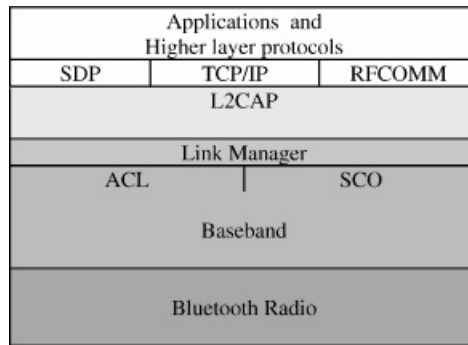 Applications and
Higher layer protocols
SDP TCP/IP RFCOMM
L2CAP
Link Manager
ACL SCO
Baseband
Bluetooth Radio